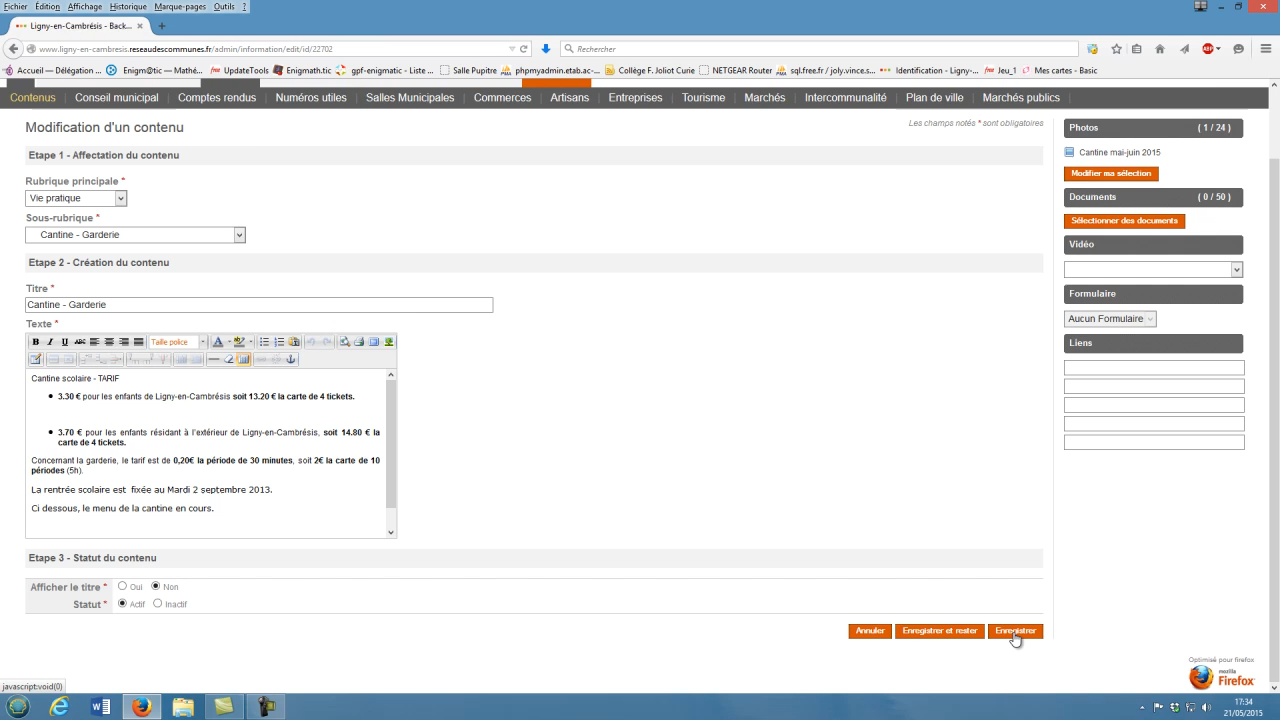 Fichier Édition Affichage Historique Marque-pages Outils ?
Ligny-en-Cambrésis - Back...
www.ligny-en-cambresis.reseaudescommunes.fr/admin/information/edit/id/22702
Rechercher
Accueil — Délégation ... Enigm@tic — Mathé... UpdateTools Enigmatic.tic gpf-enigmatic - Liste ... Salle Pupitre phpmyadmin.etab.ac-... Collège F. Joliot Curie NETGEAR Router sql.free.fr / joly.vince.s... Identification - Ligny-... Jeu_1 Mes cartes - Basic
Contenus Conseil municipal Comptes rendus Numéros utiles Salles Municipales Commerces Artisans Entreprises Tourisme Marchés Intercommunalité Plan de ville Marchés publics
Modification d'un contenu
Les champs notés * sont obligatoires
Etape 1 - Affectation du contenu
Rubrique principale *
Vie pratique
Sous-rubrique *
Cantine - Garderie
Etape 2 - Création du contenu
Titre *
Cantine - Garderie
Texte *
B I U ABC Taille police A
Cantine scolaire - TARIF
• 3.30 € pour les enfants de Ligny-en-Cambrésis soit 13.20 € la carte de 4 tickets.
• 3.70 € pour les enfants résidant à l'extérieur de Ligny-en-Cambrésis, soit 14.80 € la
carte de 4 tickets.
Concernant la garderie, le tarif est de 0,20€ la période de 30 minutes, soit 2€ la carte de 10
périodes (5h).
La rentrée scolaire est fixée au Mardi 2 septembre 2013.
Ci dessous, le menu de la cantine en cours.
Etape 3 - Statut du contenu
Afficher le titre * Oui Non
Statut * Actif Inactif
Annuler Enregistrer et rester Enregistrer
Photos ( 1 / 24 )
Cantine mai-juin 2015
Modifier ma sélection
Documents ( 0 / 50 )
Sélectionner des documents
Vidéo
Formulaire
Aucun Formulaire
Liens
Optimisé pour firefox
mozilla
Firefox
javascript:void(0)
17:34
21/05/2015